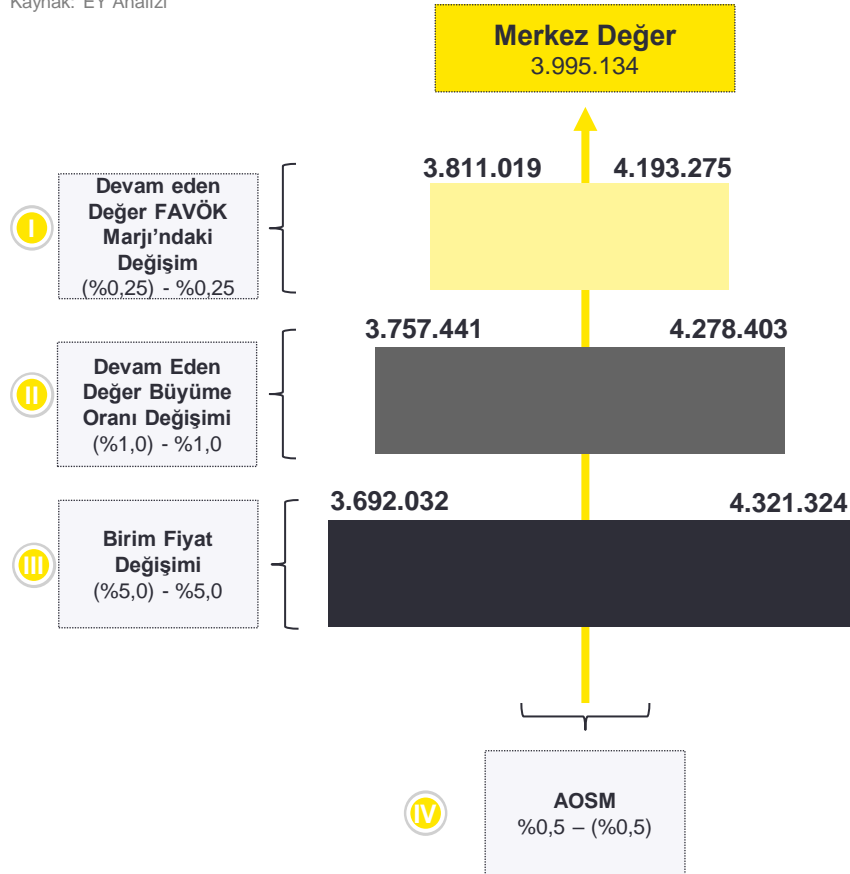 Kaynak: EY Analizi
Merkez Değer
3.995.134
3.811.019
4.193.275
I
Devam eden
Değer FAVÖK
Marjı’ndaki
Değişim
(%0,25) - %0,25
3.757.441
4.278.403
II
Devam Eden
Değer Büyüme
Oranı Değişimi
(%1,0) - %1,0
3.692.032
4.321.324
III
Birim Fiyat
Değişimi
(%5,0) - %5,0
IV
AOSM
%0,5 – (%0,5)